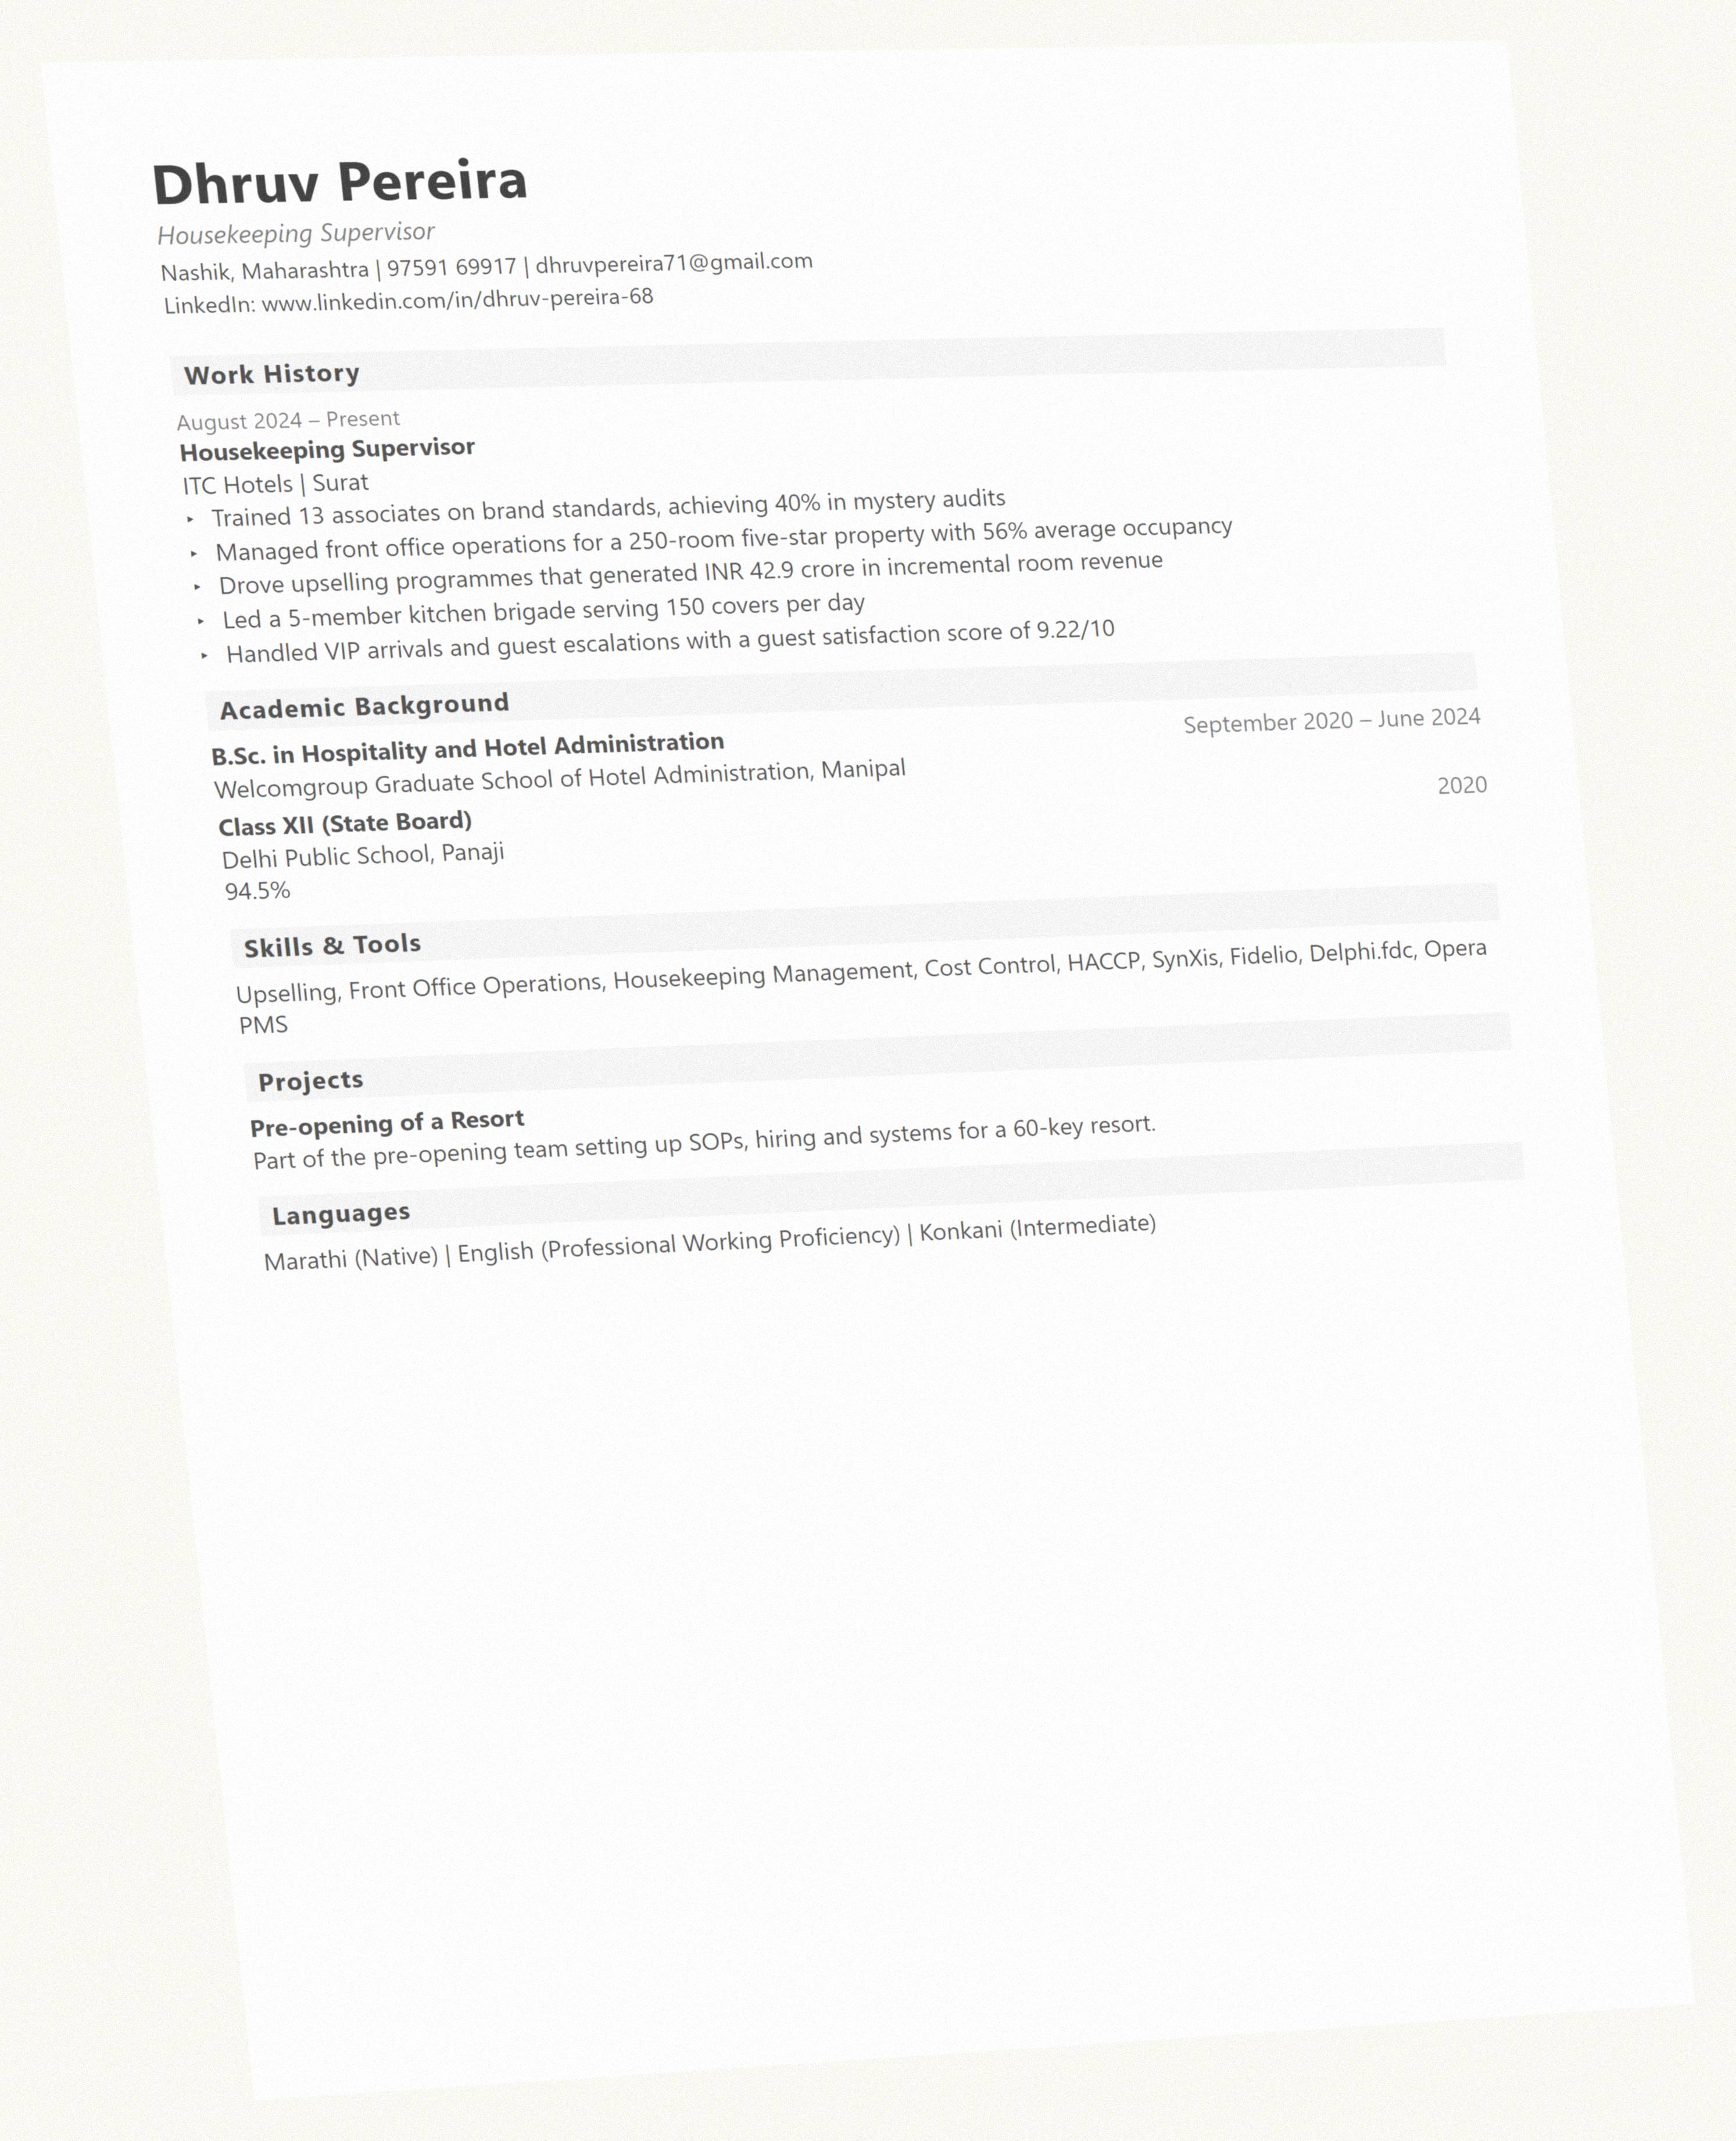 Dhruv Pereira
Housekeeping Supervisor
Nashik, Maharashtra | 97591 69917 | dhruvpereira71@gmail.com
LinkedIn: www.linkedin.com/in/dhruv-pereira-68
Work History
August 2024 – Present
Housekeeping Supervisor
ITC Hotels | Surat
‣ Trained 13 associates on brand standards, achieving 40% in mystery audits
‣ Managed front office operations for a 250-room five-star property with 56% average occupancy
‣ Drove upselling programmes that generated INR 42.9 crore in incremental room revenue
‣ Led a 5-member kitchen brigade serving 150 covers per day
‣ Handled VIP arrivals and guest escalations with a guest satisfaction score of 9.22/10
Academic Background
B.Sc. in Hospitality and Hotel Administration September 2020 – June 2024
Welcomgroup Graduate School of Hotel Administration, Manipal
Class XII (State Board) 2020
Delhi Public School, Panaji
94.5%
Skills & Tools
Upselling, Front Office Operations, Housekeeping Management, Cost Control, HACCP, SynXis, Fidelio, Delphi.fdc, Opera
PMS
Projects
Pre-opening of a Resort
Part of the pre-opening team setting up SOPs, hiring and systems for a 60-key resort.
Languages
Marathi (Native) | English (Professional Working Proficiency) | Konkani (Intermediate)